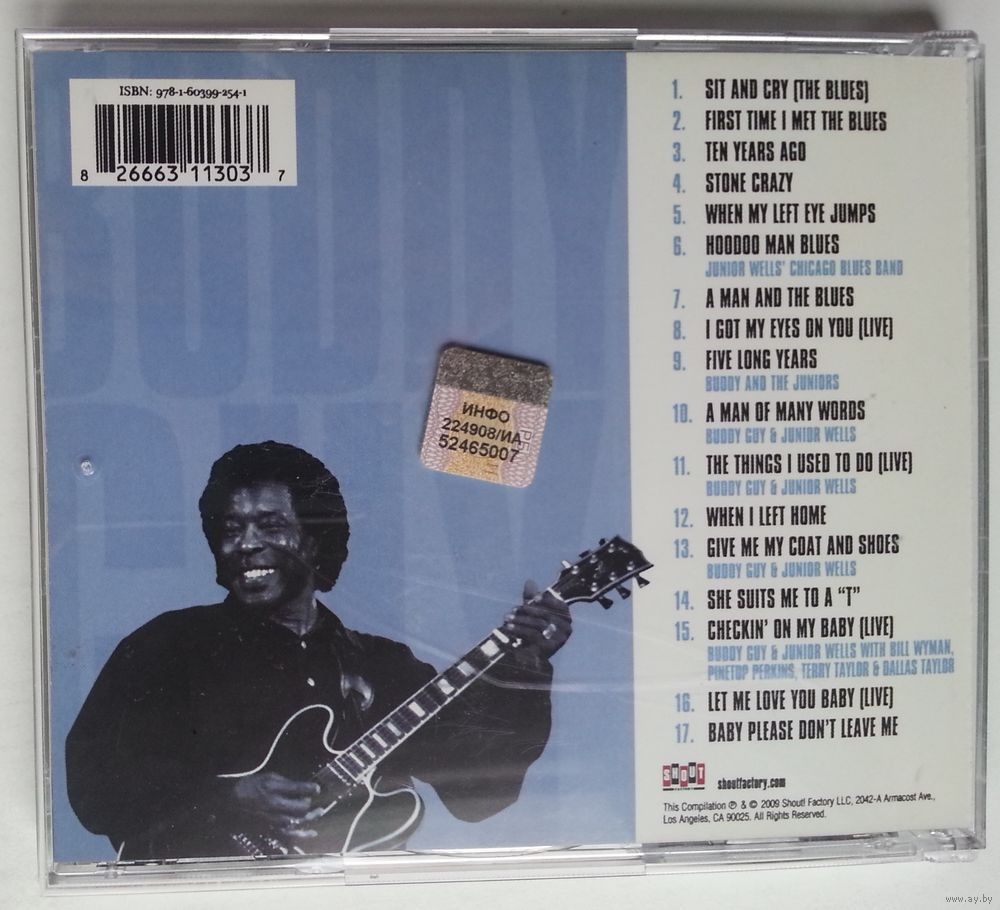 ISBN: 978-1-60399-254-1
8 26663 11303 7
BUDDY
GUY
ИНФО
224908/ИА
52465007
1. SIT AND CRY (THE BLUES)
2. FIRST TIME I MET THE BLUES
3. TEN YEARS AGO
4. STONE CRAZY
5. WHEN MY LEFT EYE JUMPS
6. HOODOO MAN BLUES
JUNIOR WELLS' CHICAGO BLUES BAND
7. A MAN AND THE BLUES
8. I GOT MY EYES ON YOU (LIVE)
9. FIVE LONG YEARS
BUDDY AND THE JUNIORS
10. A MAN OF MANY WORDS
BUDDY GUY & JUNIOR WELLS
11. THE THINGS I USED TO DO (LIVE)
BUDDY GUY & JUNIOR WELLS
12. WHEN I LEFT HOME
13. GIVE ME MY COAT AND SHOES
BUDDY GUY & JUNIOR WELLS
14. SHE SUITS ME TO A “T”
15. CHECKIN' ON MY BABY (LIVE)
BUDDY GUY & JUNIOR WELLS WITH BILL WYMAN,
PINETOP PERKINS, TERRY TAYLOR & DALLAS TAYLOR
16. LET ME LOVE YOU BABY (LIVE)
17. BABY PLEASE DON'T LEAVE ME
SHOUT FACTORY shoutfactory.com
This Compilation ℗ & © 2009 Shout! Factory LLC, 2042-A Armacost Ave.,
Los Angeles, CA 90025. All Rights Reserved.
www.ay.by